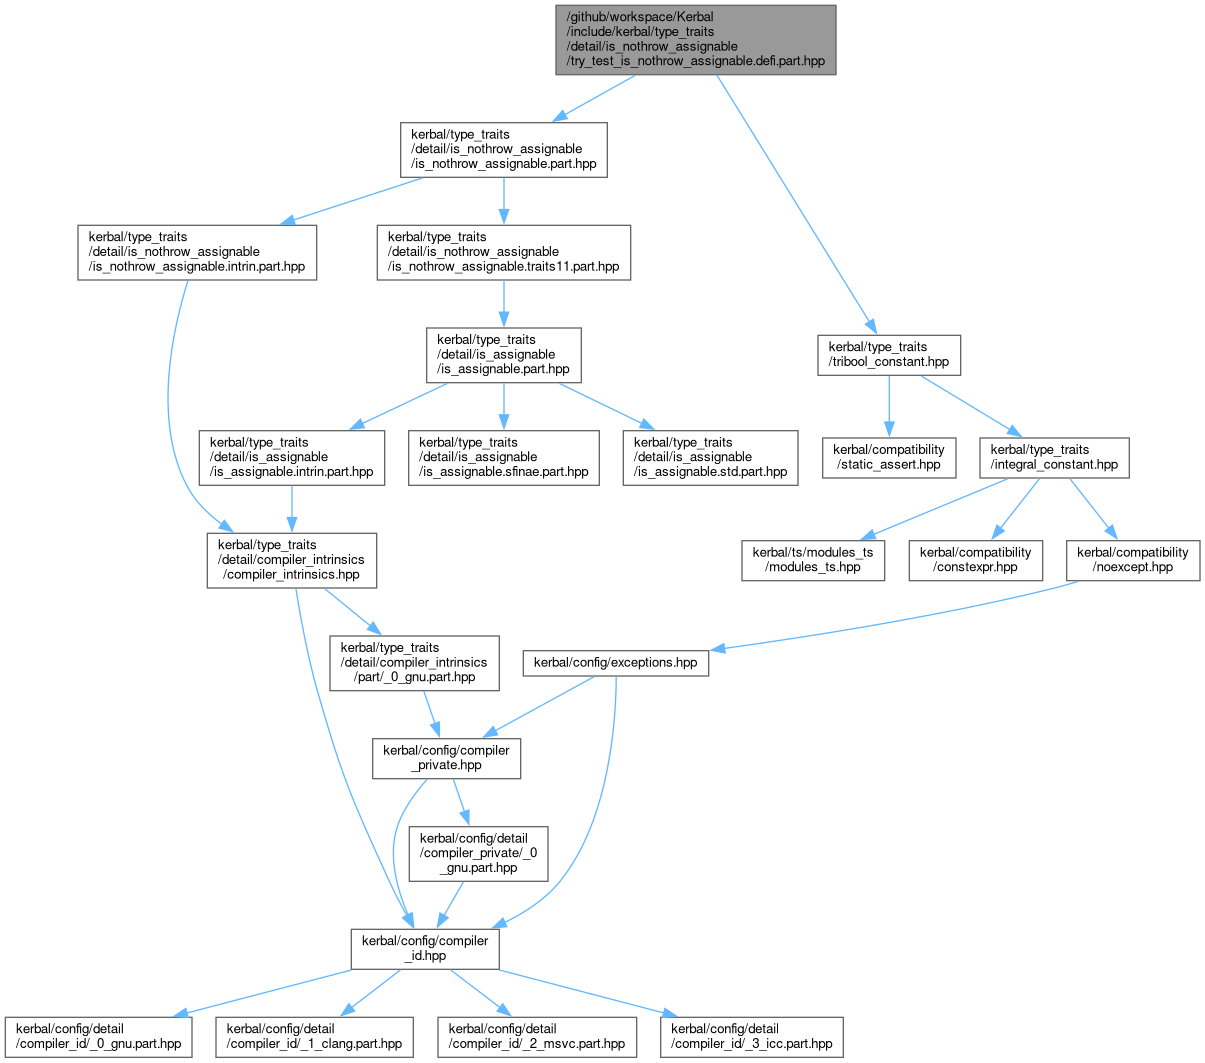 /github/workspace/Kerbal
/include/kerbal/type_traits
/detail/is_nothrow_assignable
/try_test_is_nothrow_assignable.defi.part.hpp
kerbal/type_traits
/detail/is_nothrow_assignable
/is_nothrow_assignable.part.hpp
kerbal/type_traits
/detail/is_nothrow_assignable
/is_nothrow_assignable.intrin.part.hpp
kerbal/type_traits
/detail/is_nothrow_assignable
/is_nothrow_assignable.traits11.part.hpp
kerbal/type_traits
/detail/is_assignable
/is_assignable.part.hpp
kerbal/type_traits
/tribool_constant.hpp
kerbal/type_traits
/detail/is_assignable
/is_assignable.intrin.part.hpp
kerbal/type_traits
/detail/is_assignable
/is_assignable.sfinae.part.hpp
kerbal/type_traits
/detail/is_assignable
/is_assignable.std.part.hpp
kerbal/compatibility
/static_assert.hpp
kerbal/type_traits
/integral_constant.hpp
kerbal/type_traits
/detail/compiler_intrinsics
/compiler_intrinsics.hpp
kerbal/ts/modules_ts
/modules_ts.hpp
kerbal/compatibility
/constexpr.hpp
kerbal/compatibility
/noexcept.hpp
kerbal/type_traits
/detail/compiler_intrinsics
/part/_0_gnu.part.hpp
kerbal/config/exceptions.hpp
kerbal/config/compiler
_private.hpp
kerbal/config/detail
/compiler_private/_0
_gnu.part.hpp
kerbal/config/compiler
_id.hpp
kerbal/config/detail
/compiler_id/_0_gnu.part.hpp
kerbal/config/detail
/compiler_id/_1_clang.part.hpp
kerbal/config/detail
/compiler_id/_2_msvc.part.hpp
kerbal/config/detail
/compiler_id/_3_icc.part.hpp